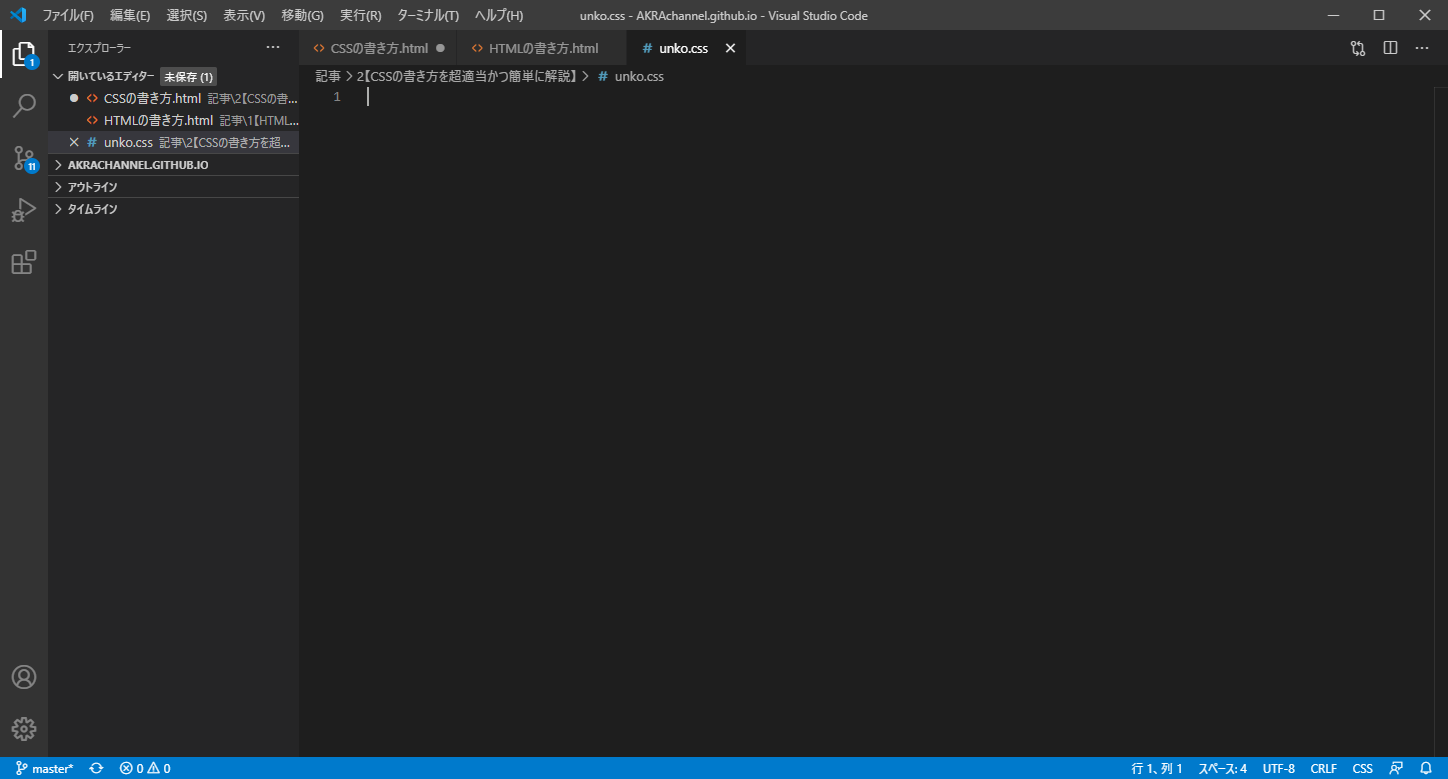 ファイル(F) 編集(E) 選択(S) 表示(V) 移動(G) 実行(R) ターミナル(T) ヘルプ(H) unko.css - AKRAchannel.github.io - Visual Studio Code
エクスプローラー
CSSの書き方.html HTMLの書き方.html # unko.css
開いているエディター 未保存 (1)
記事 > 2【CSSの書き方を超適当かつ簡単に解説】 > # unko.css
1
CSSの書き方.html 記事\2【CSSの書...
HTMLの書き方.html 記事\1【HTML...
# unko.css 記事\2【CSSの書き方を超...
AKRACHANNEL.GITHUB.IO
アウトライン
タイムライン
1
11
master* 0 0 行 1、列 1 スペース: 4 UTF-8 CRLF CSS